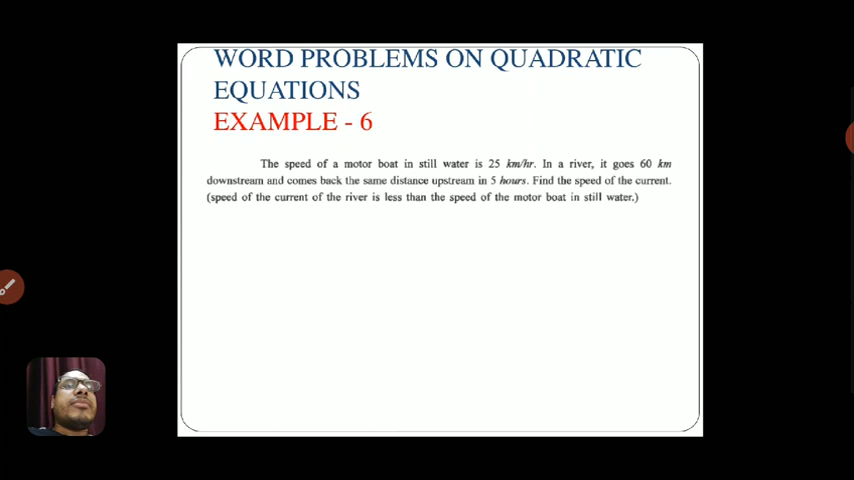 WORD PROBLEMS ON QUADRATIC
EQUATIONS
EXAMPLE - 6
The speed of a motor boat in still water is 25 km/hr. In a river, it goes 60 km
downstream and comes back the same distance upstream in 5 hours. Find the speed of the current.
(speed of the current of the river is less than the speed of the motor boat in still water.)